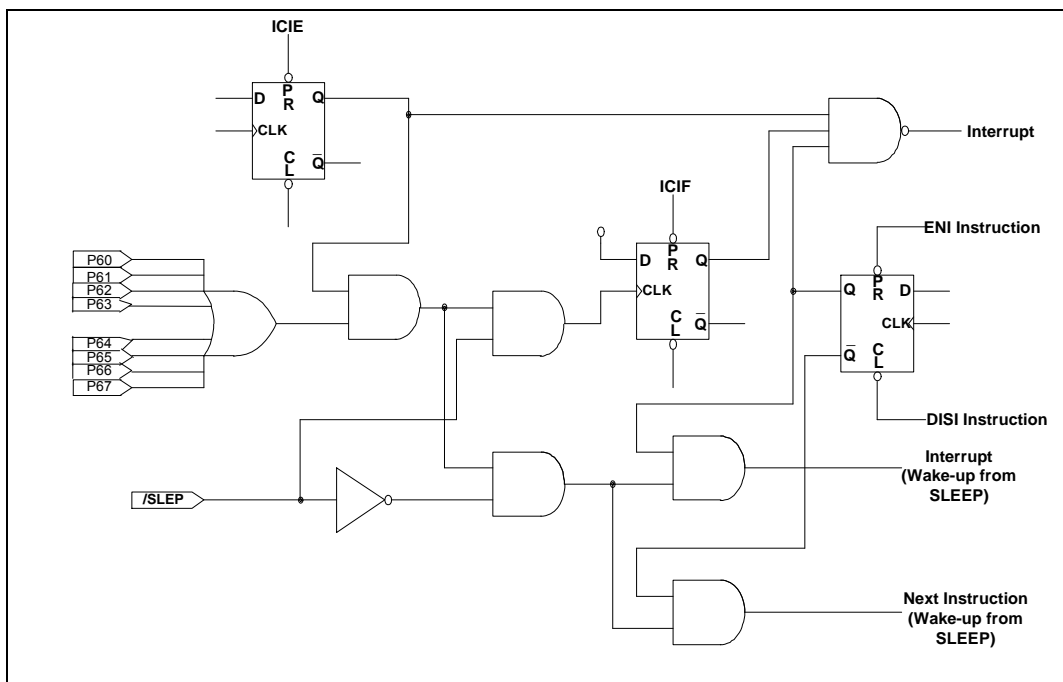 ICIE
D
PR
Q
CLK
CL
Q̅
Interrupt
ICIF
D
PR
Q
CLK
CL
Q̅
ENI Instruction
Q
PR
D
CLK
Q̅
CL
DISI Instruction
P60
P61
P62
P63
P64
P65
P66
P67
/SLEP
Interrupt
(Wake-up from
SLEEP)
Next Instruction
(Wake-up from
SLEEP)